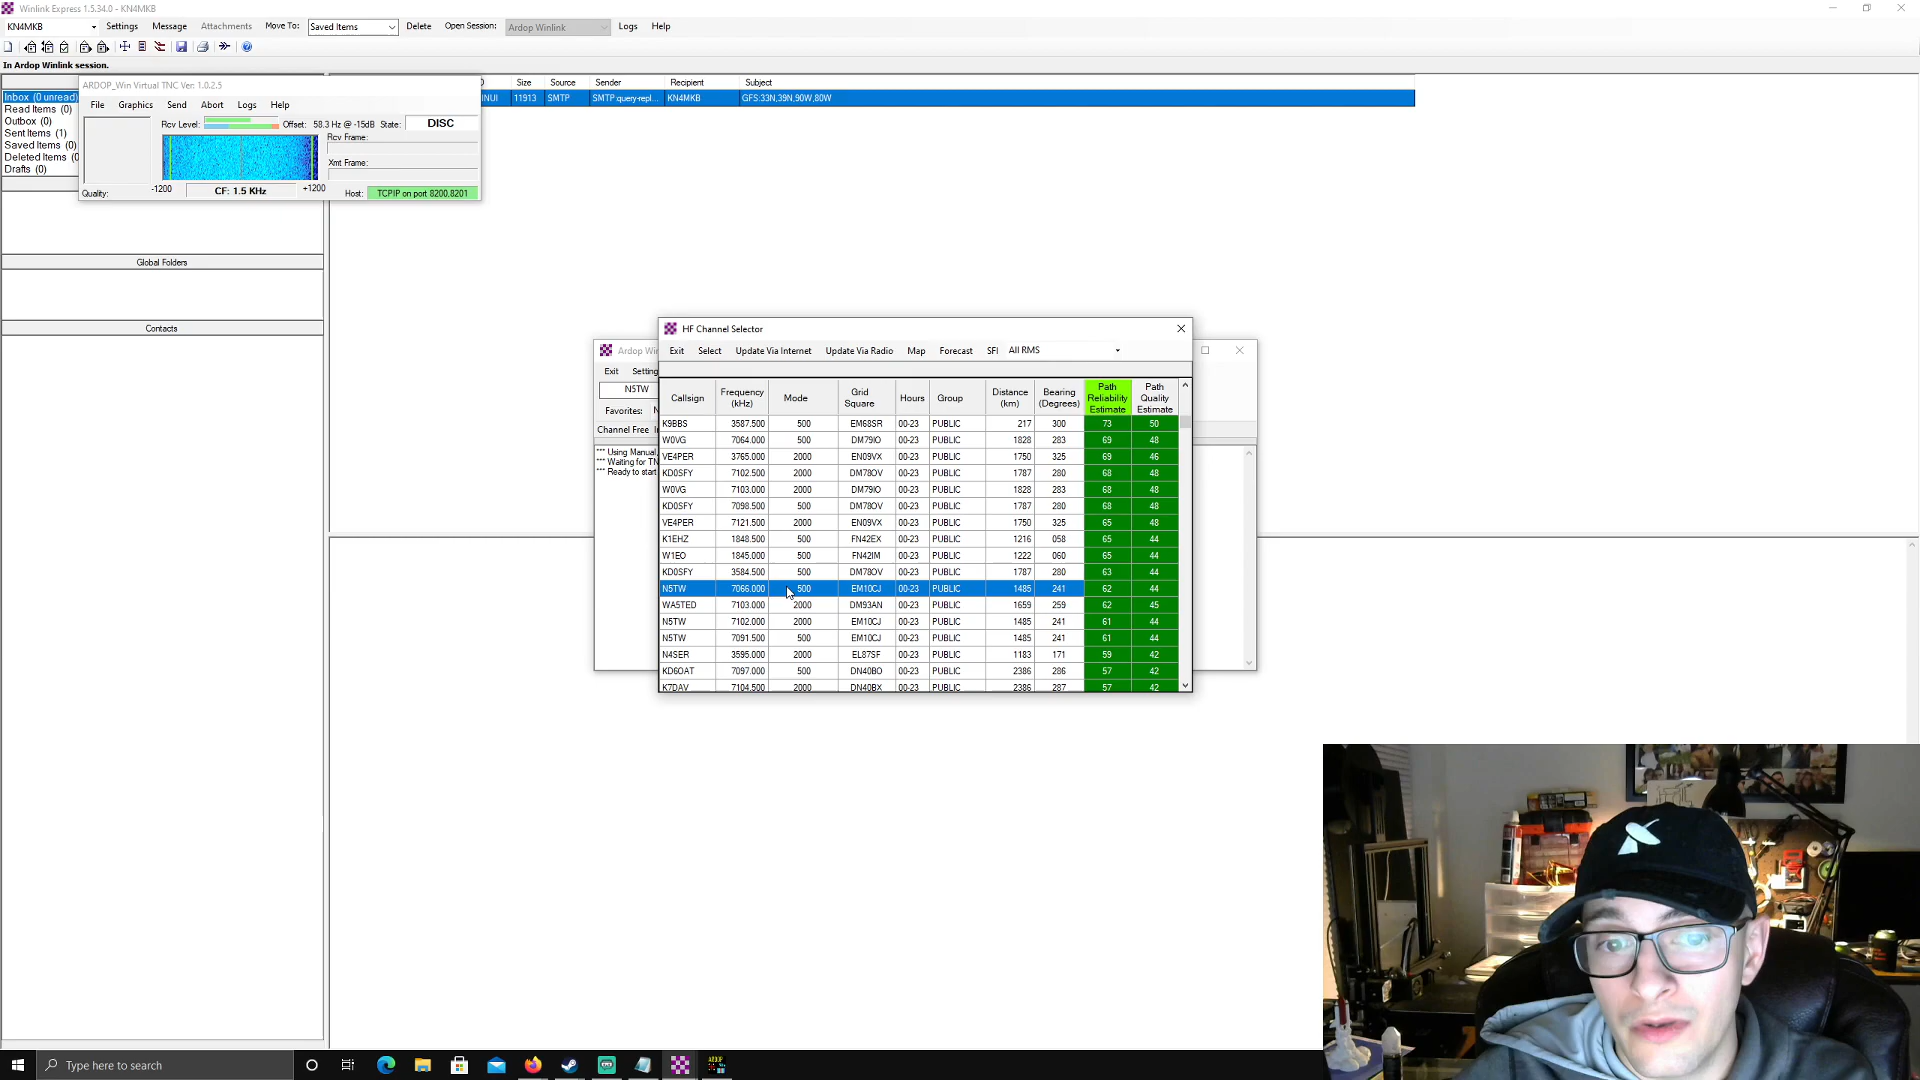 Winlink Express 1.5.34.0 - KN4MKB
KN4MKB Settings Message Attachments Move To: Saved Items Delete Open Session: Ardop Winlink Logs Help
In Ardop Winlink session.
ARDOP_Win Virtual TNC Ver: 1.0.2.5
File Graphics Send Abort Logs Help
Rcv Level: Offset: 58.3 Hz @ -15dB State: DISC
Rcv Frame:
Xmt Frame:
-1200 CF: 1.5 KHz +1200
Quality: Host: TCPIP on port 8200,8201
Size Source Sender Recipient Subject
11913 SMTP SMTP:query-repl... KN4MKB GFS:33N,39N,90W,80W
Inbox (0 unread)
Read Items (0)
Outbox (0)
Sent Items (1)
Saved Items (0)
Deleted Items (0
Drafts (0)
Global Folders
Contacts
Ardop Wi
Exit Setting
N5TW
Favorites:
Channel Free
*** Using Manual,
*** Waiting for TN
*** Ready to start
HF Channel Selector
Exit Select Update Via Internet Update Via Radio Map Forecast SFI All RMS
Callsign Frequency (kHz) Mode Grid Square Hours Group Distance (km) Bearing (Degrees) Path Reliability Estimate Path Quality Estimate
K9BBS 3587.500 500 EM68SR 00-23 PUBLIC 217 300 73 50
W0VG 7064.000 500 DM79IO 00-23 PUBLIC 1828 283 69 48
VE4PER 3765.000 2000 EN09VX 00-23 PUBLIC 1750 325 69 46
KD0SFY 7102.500 2000 DM78OV 00-23 PUBLIC 1787 280 68 48
W0VG 7103.000 2000 DM79IO 00-23 PUBLIC 1828 283 68 48
KD0SFY 7098.500 500 DM78OV 00-23 PUBLIC 1787 280 68 48
VE4PER 7121.500 2000 EN09VX 00-23 PUBLIC 1750 325 65 48
K1EHZ 1848.500 500 FN42EX 00-23 PUBLIC 1216 058 65 44
W1EO 1845.000 500 FN42IM 00-23 PUBLIC 1222 060 65 44
KD0SFY 3584.500 500 DM78OV 00-23 PUBLIC 1787 280 63 44
N5TW 7066.000 500 EM10CJ 00-23 PUBLIC 1485 241 62 44
WA5TED 7103.000 2000 DM93AN 00-23 PUBLIC 1659 259 62 45
N5TW 7102.000 2000 EM10CJ 00-23 PUBLIC 1485 241 61 44
N5TW 7091.500 500 EM10CJ 00-23 PUBLIC 1485 241 61 44
N4SER 3595.000 2000 EL87SF 00-23 PUBLIC 1183 171 59 42
KD6OAT 7097.000 500 DN40BO 00-23 PUBLIC 2386 286 57 42
K7DAV 7104.500 2000 DN40BX 00-23 PUBLIC 2386 287 57 42
Type here to search
ARDOP